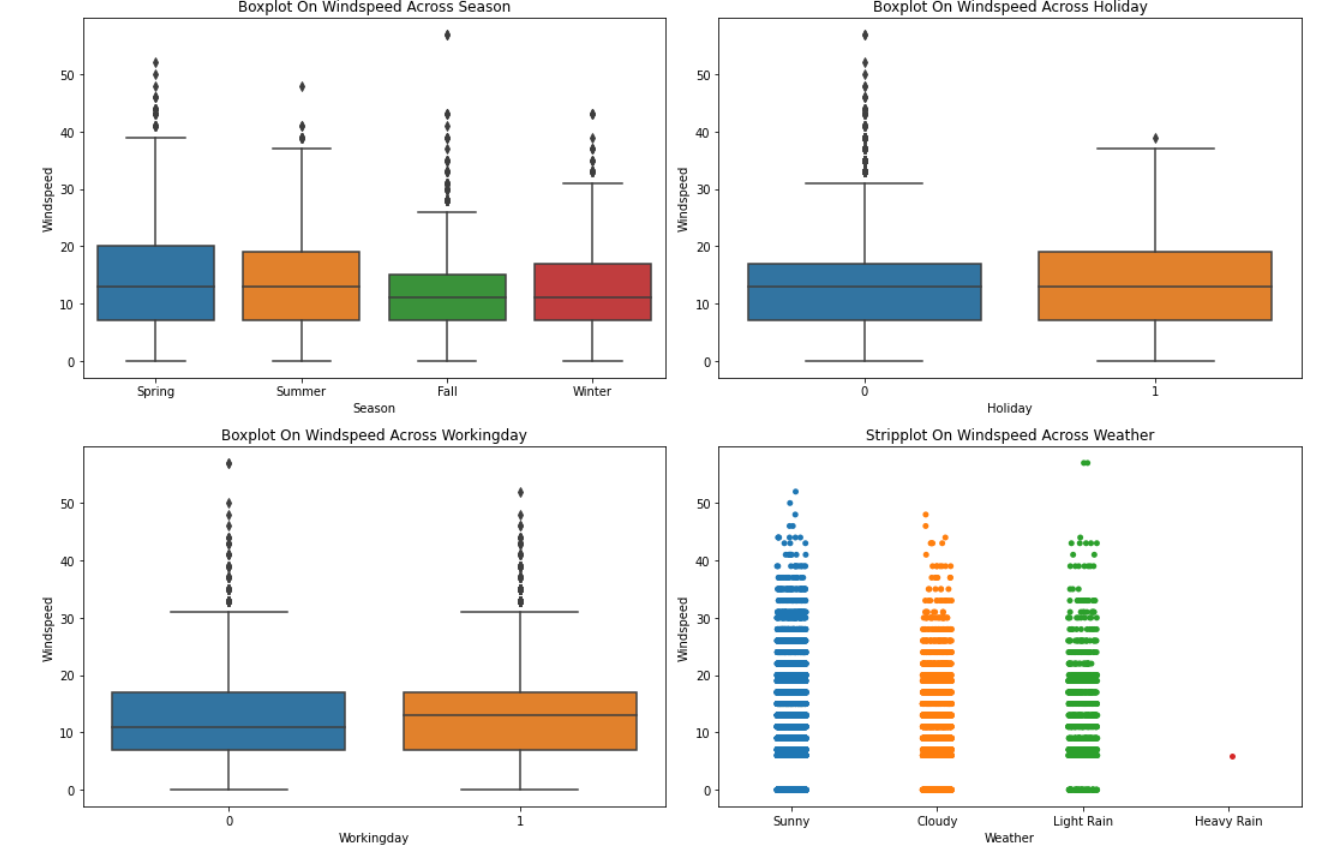 Boxplot On Windspeed Across Season
50
40
30
20
10
0
Windspeed
Spring Summer Fall Winter
Season
Boxplot On Windspeed Across Holiday
50
40
30
20
10
0
Windspeed
0 1
Holiday
Boxplot On Windspeed Across Workingday
50
40
30
20
10
0
Windspeed
0 1
Workingday
Stripplot On Windspeed Across Weather
50
40
30
20
10
0
Windspeed
Sunny Cloudy Light Rain Heavy Rain
Weather